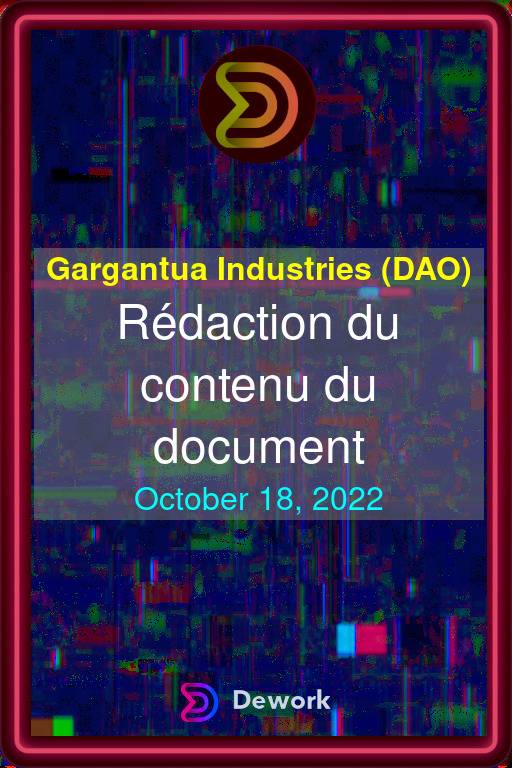 Gargantua Industries (DAO)
Rédaction du
contenu du
document
October 18, 2022
Dework